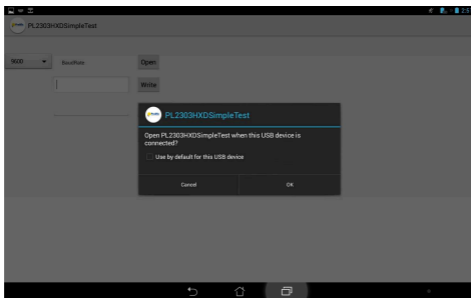 PL2303HXDSimpleTest
9600
BaudRate
Open
Write
PL2303HXDSimpleTest
Open PL2303HXDSimpleTest when this USB device is
connected?
Use by default for this USB device
Cancel
OK